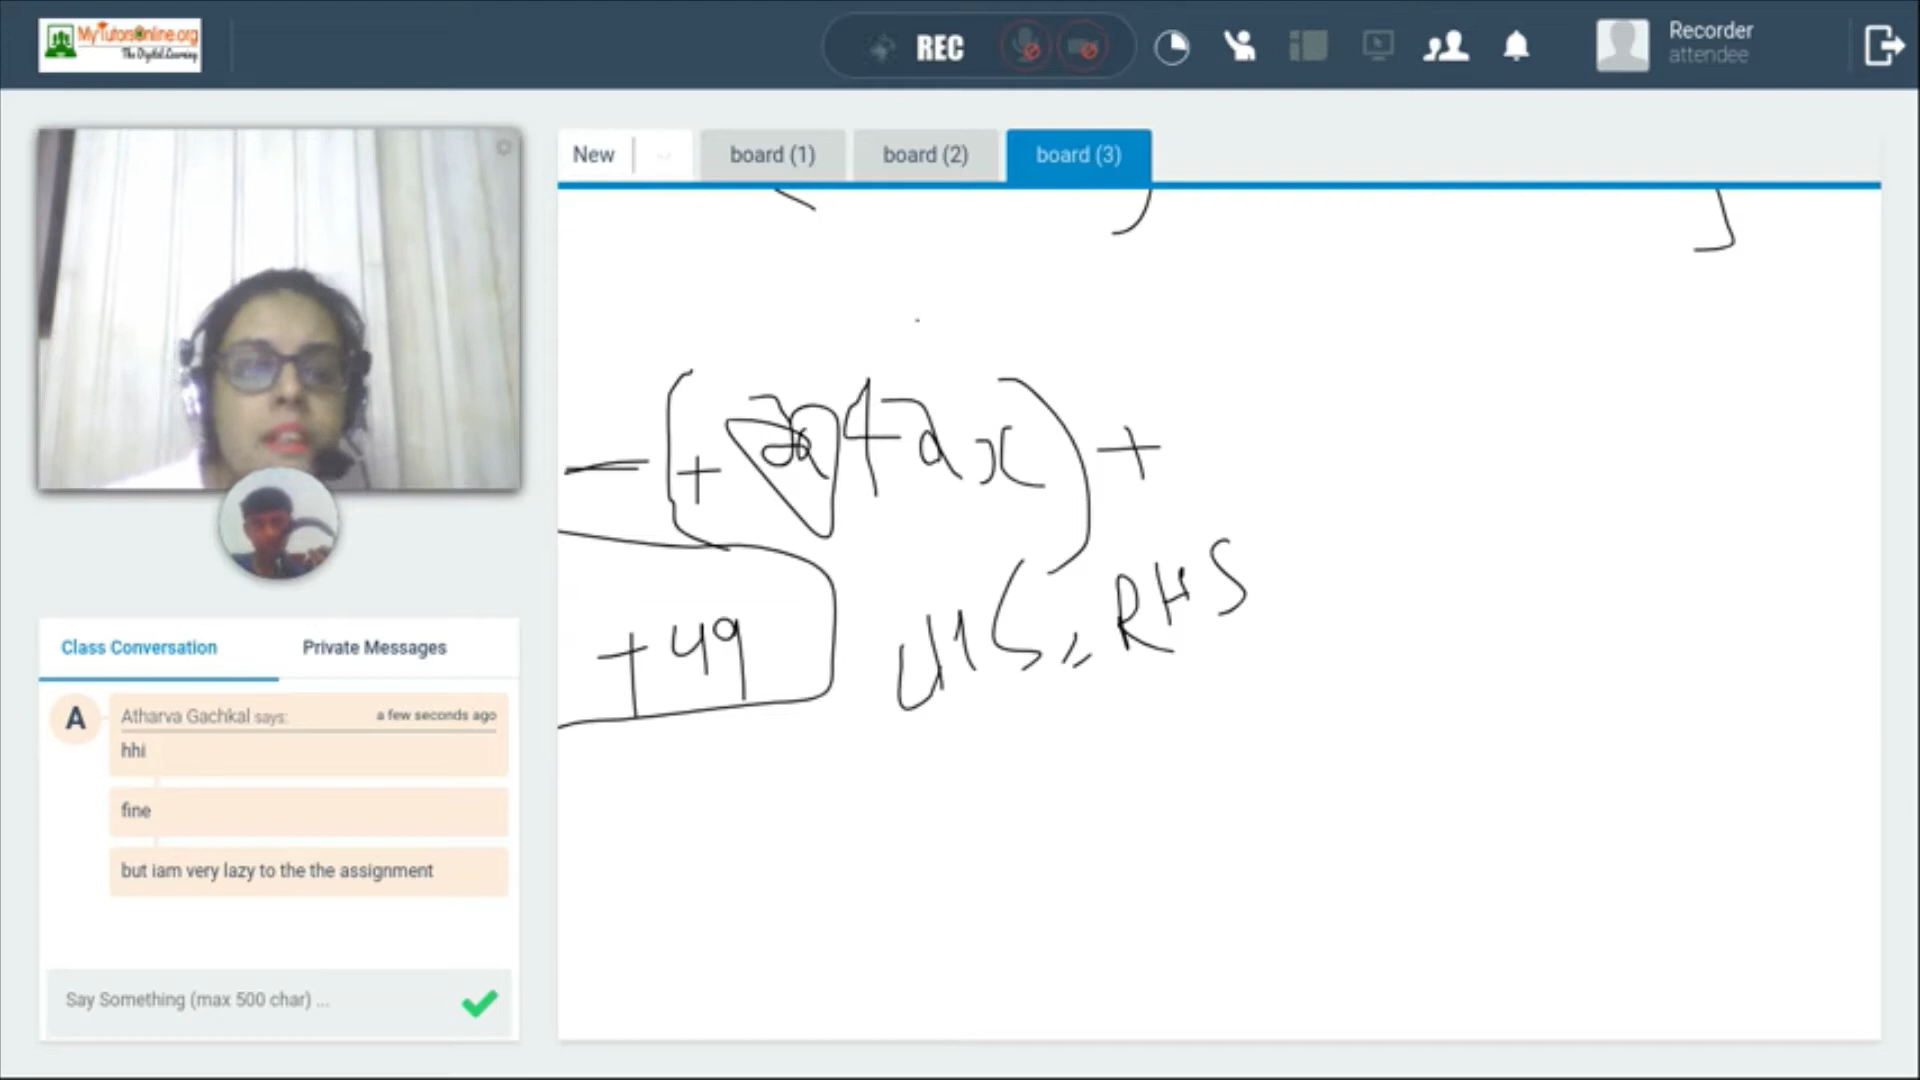 MyTutorsOnline.org
The Digital Learning
REC
Recorder
attendee
New
board (1)
board (2)
board (3)
+ 49
LHS = RHS
Class Conversation
Private Messages
A
Atharva Gachkal says:
a few seconds ago
hhi
fine
but iam very lazy to the the assignment
Say Something (max 500 char) ...